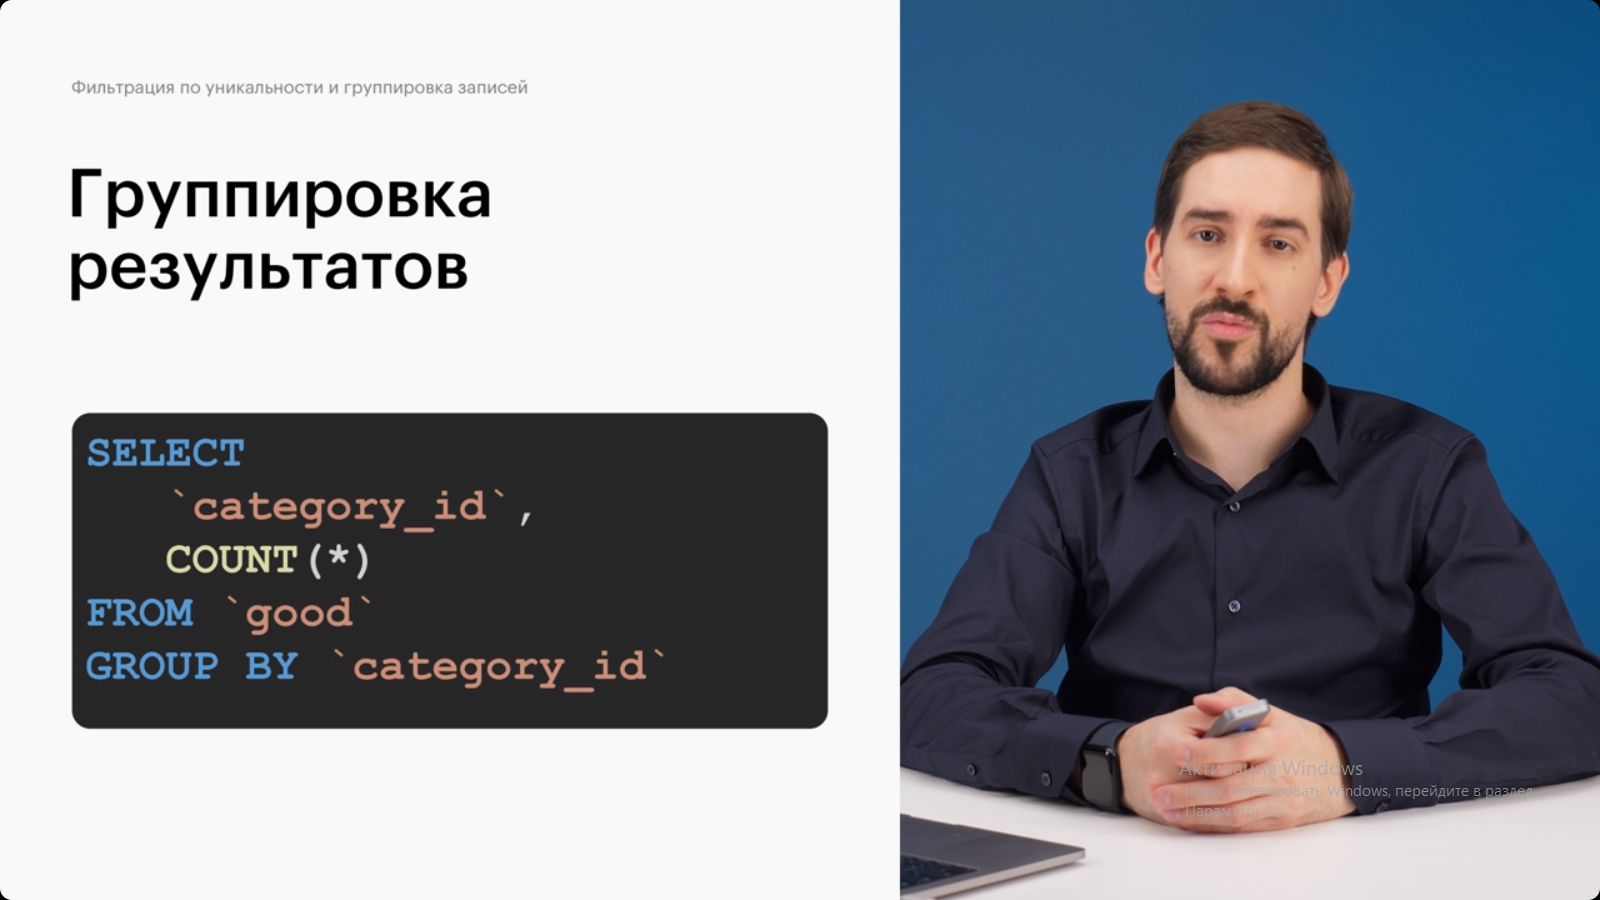 Фильтрация по уникальности и группировка записей
Группировка
результатов
SELECT
`category_id`,
COUNT(*)
FROM `good`
GROUP BY `category_id`
Активация Windows
активировать Windows, перейдите в раздел